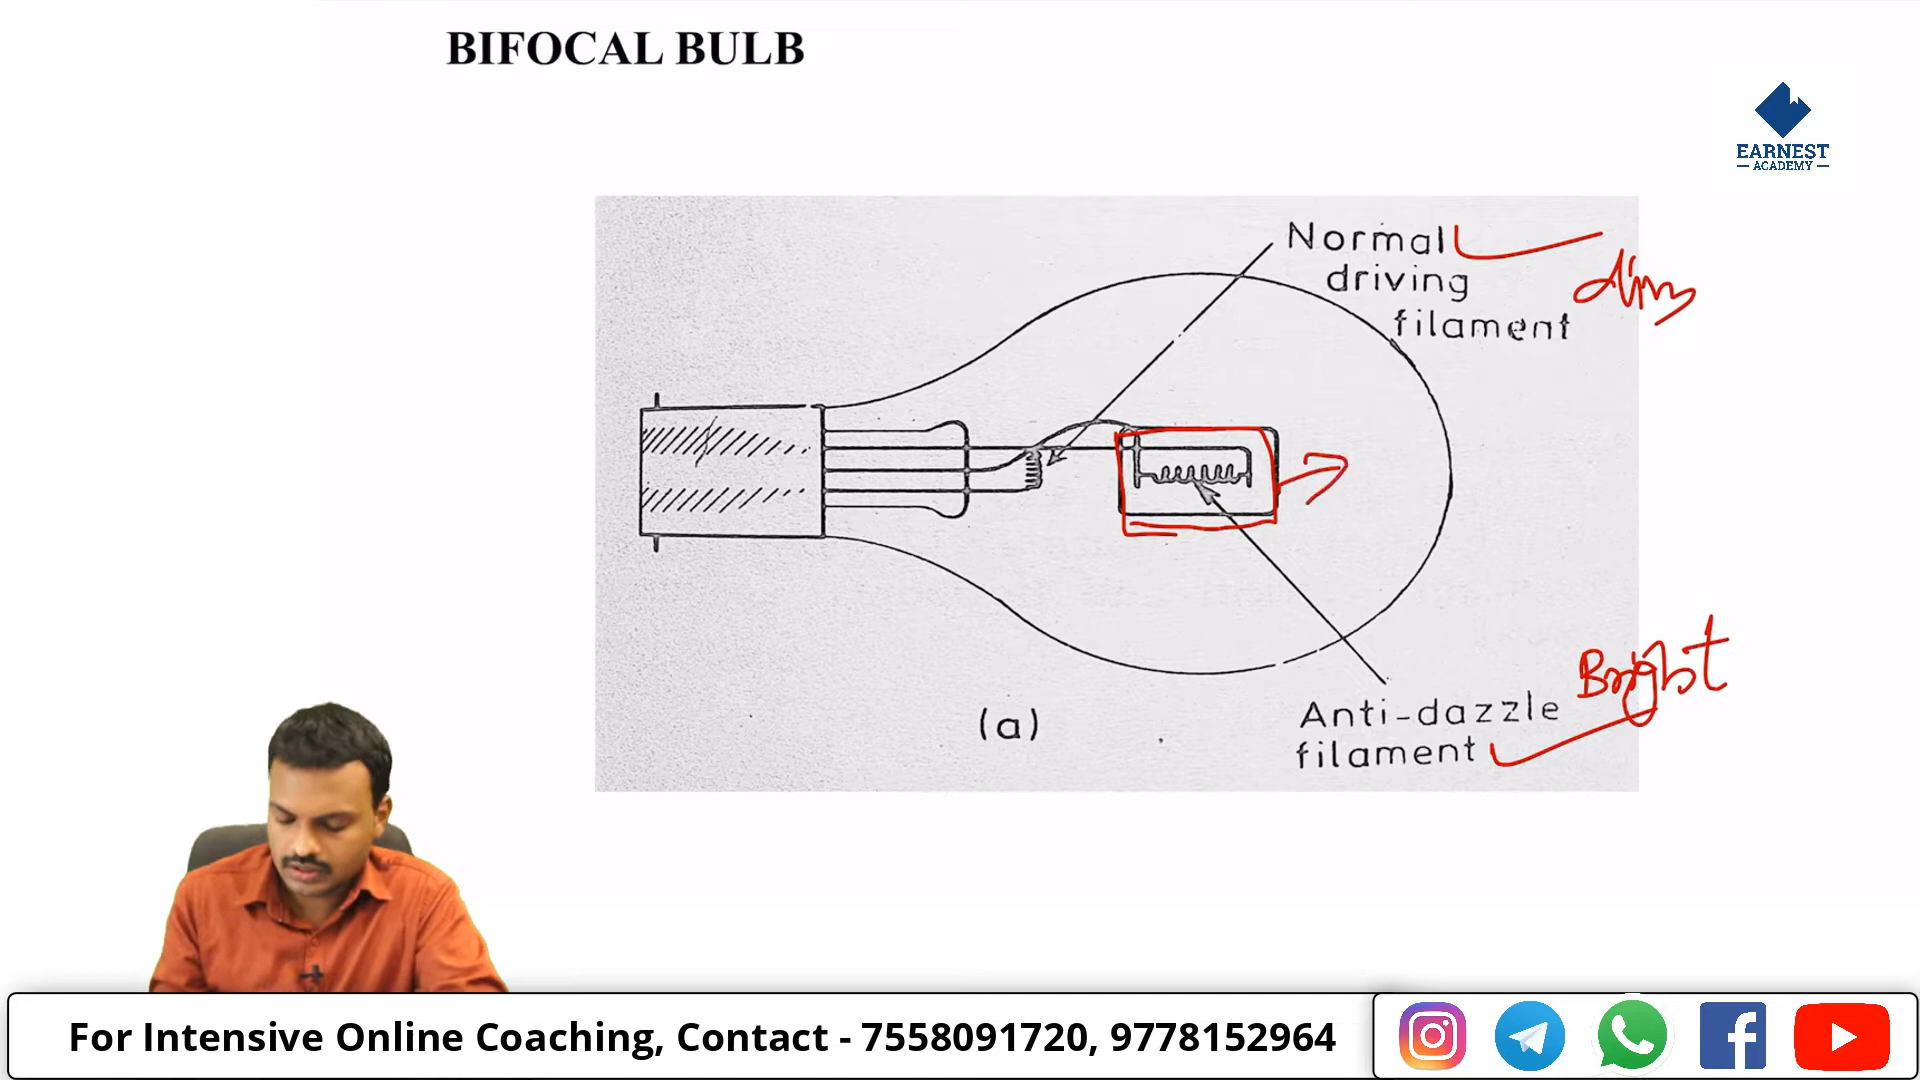 BIFOCAL BULB
EARNEST
ACADEMY
Normal
driving
filament
dim
Bright
Anti-dazzle
filament
(a)
For Intensive Online Coaching, Contact - 7558091720, 9778152964